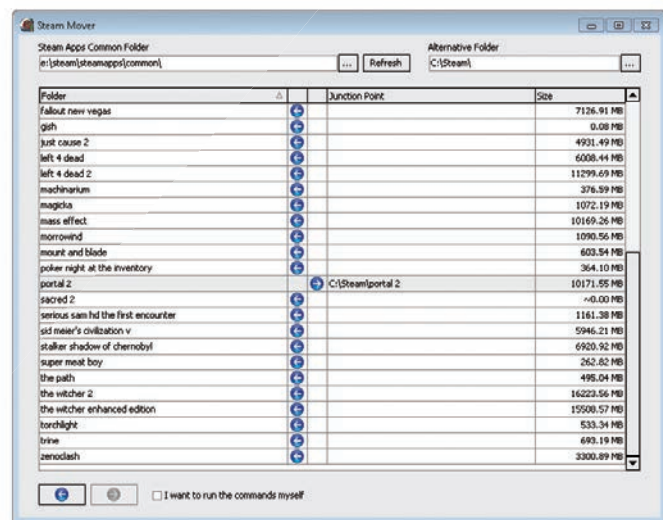 Steam Mover
Steam Apps Common Folder
Alternative Folder
e:\steam\steamapps\common\ ... Refresh C:\Steam\ ...
Folder Junction Point Size
fallout new vegas 7126.91 MB
gish 0.08 MB
just cause 2 4931.49 MB
left 4 dead 6008.44 MB
left 4 dead 2 11299.69 MB
machinarium 376.59 MB
magicka 1072.19 MB
mass effect 10169.26 MB
morrowind 1090.56 MB
mount and blade 603.54 MB
poker night at the inventory 364.10 MB
portal 2 C:\Steam\portal 2 10171.55 MB
sacred 2 ~0.00 MB
serious sam hd the first encounter 1161.38 MB
sid meier's civilization v 5946.21 MB
stalker shadow of chernobyl 6920.92 MB
super meat boy 262.82 MB
the path 495.04 MB
the witcher 2 16223.56 MB
the witcher enhanced edition 15508.57 MB
torchlight 533.34 MB
trine 693.19 MB
zenoclash 3300.89 MB
I want to run the commands myself